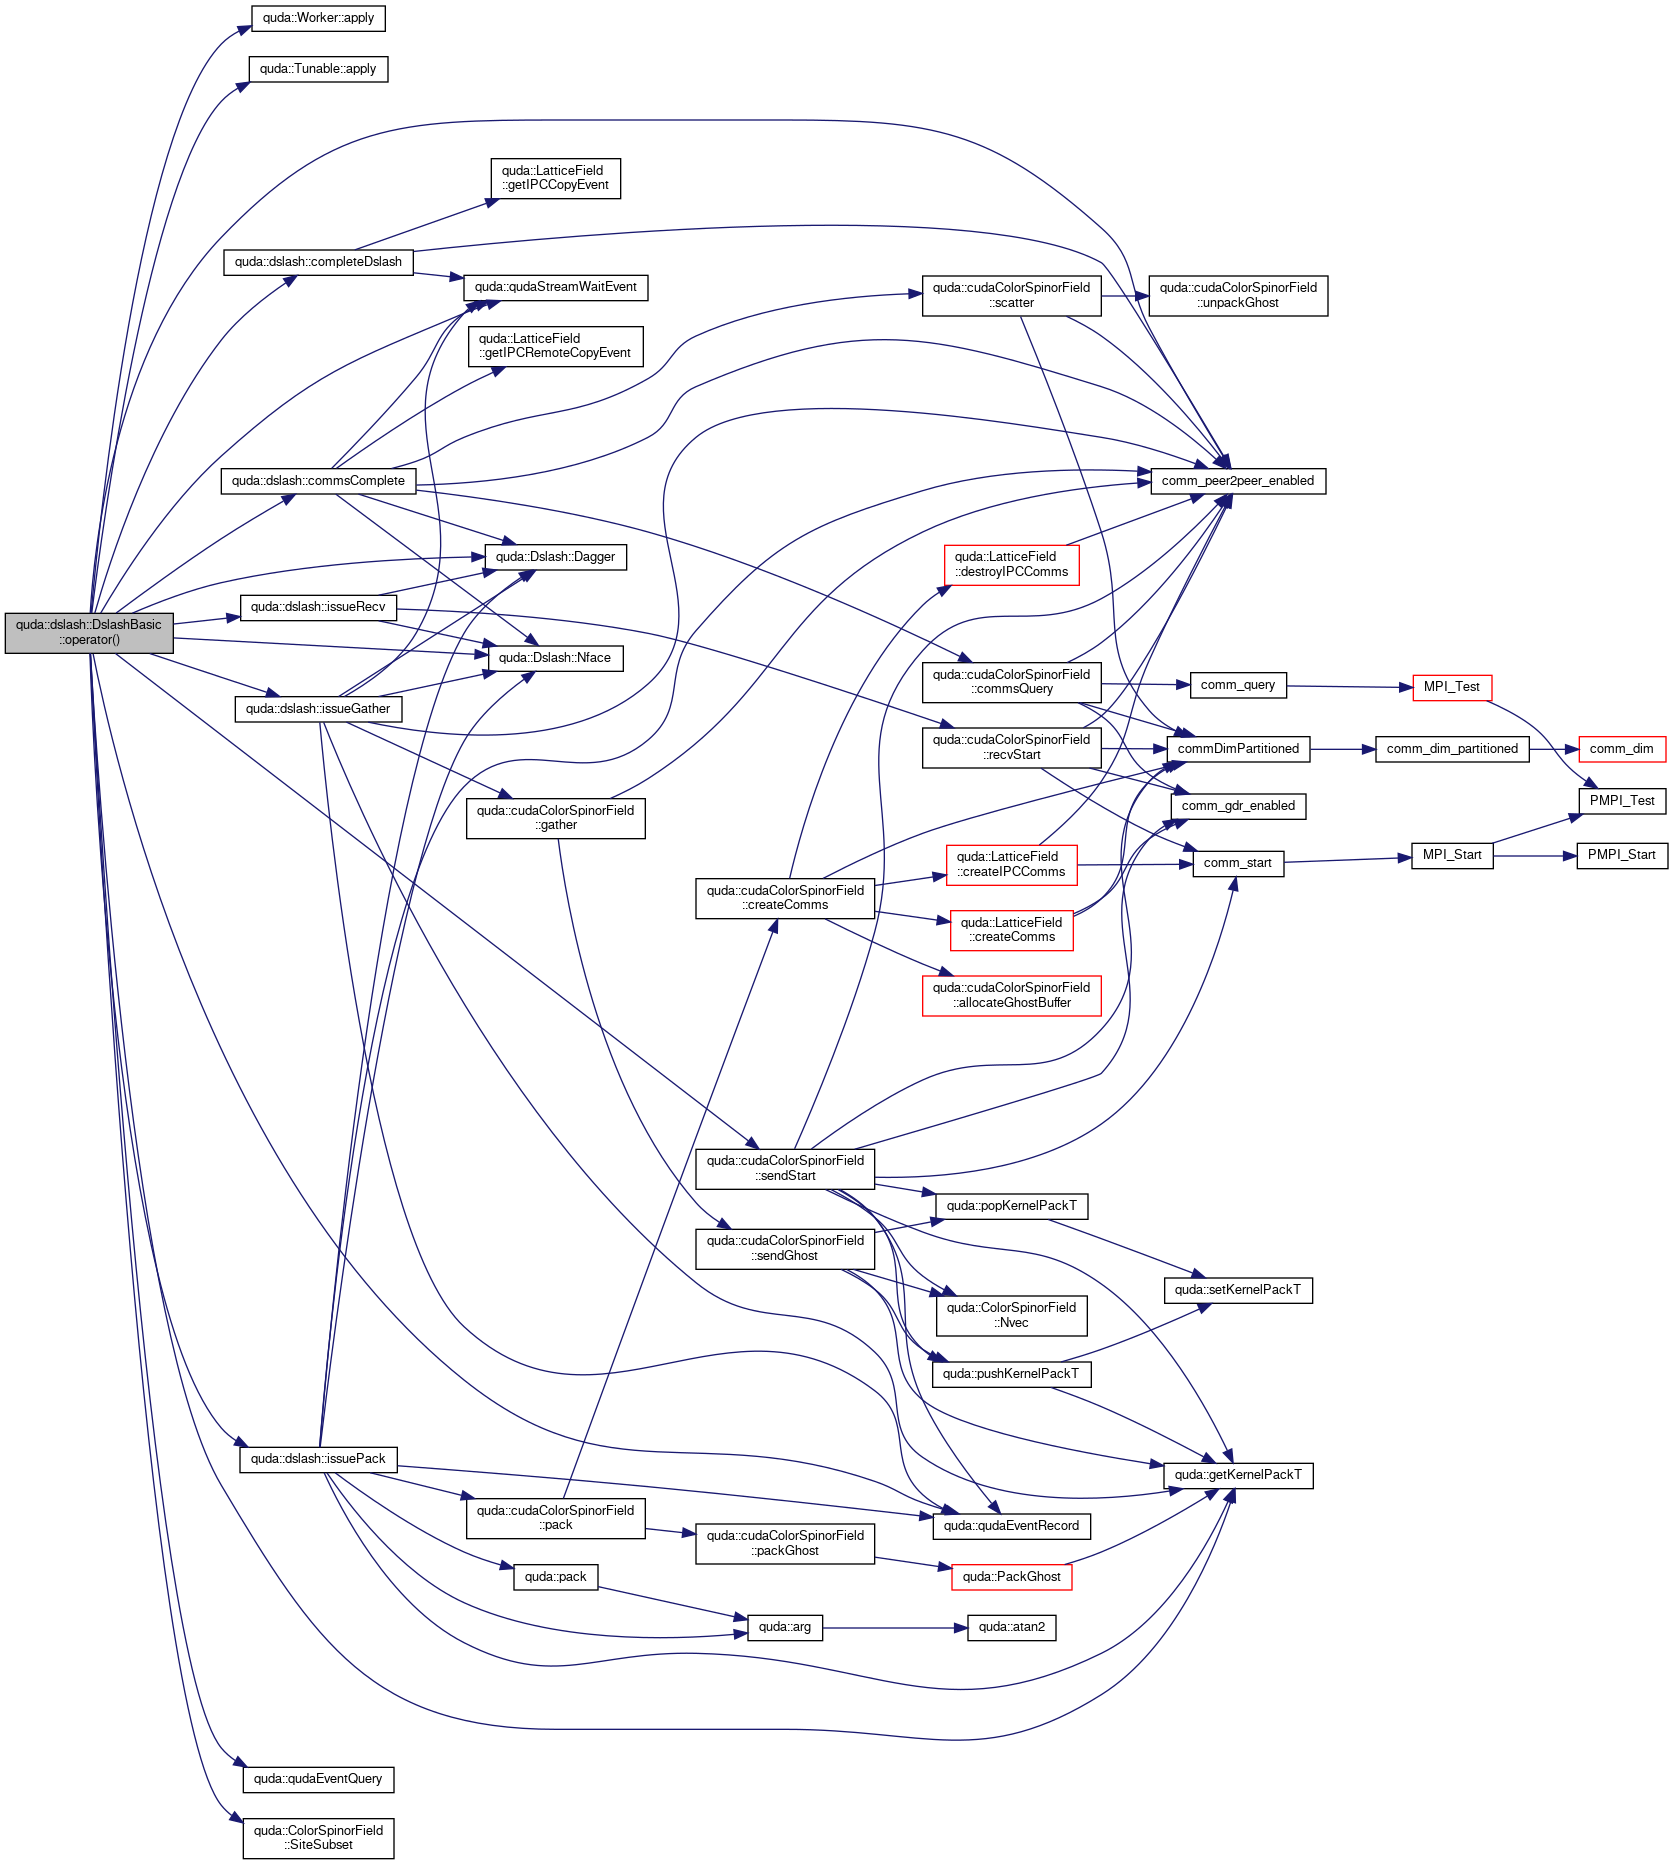 quda::Worker::apply
quda::Tunable::apply
quda::LatticeField
::getIPCCopyEvent
quda::dslash::completeDslash
quda::qudaStreamWaitEvent
quda::cudaColorSpinorField
::scatter
quda::cudaColorSpinorField
::unpackGhost
quda::LatticeField
::getIPCRemoteCopyEvent
quda::dslash::commsComplete
comm_peer2peer_enabled
quda::Dslash::Dagger
quda::LatticeField
::destroyIPCComms
quda::dslash::issueRecv
quda::dslash::DslashBasic
::operator()
quda::Dslash::Nface
quda::cudaColorSpinorField
::commsQuery
comm_query
MPI_Test
quda::dslash::issueGather
quda::cudaColorSpinorField
::recvStart
commDimPartitioned
comm_dim_partitioned
comm_dim
quda::cudaColorSpinorField
::gather
comm_gdr_enabled
PMPI_Test
quda::LatticeField
::createIPCComms
comm_start
MPI_Start
PMPI_Start
quda::cudaColorSpinorField
::createComms
quda::LatticeField
::createComms
quda::cudaColorSpinorField
::allocateGhostBuffer
quda::cudaColorSpinorField
::sendStart
quda::popKernelPackT
quda::cudaColorSpinorField
::sendGhost
quda::setKernelPackT
quda::ColorSpinorField
::Nvec
quda::pushKernelPackT
quda::dslash::issuePack
quda::getKernelPackT
quda::cudaColorSpinorField
::pack
quda::qudaEventRecord
quda::cudaColorSpinorField
::packGhost
quda::pack
quda::PackGhost
quda::arg
quda::atan2
quda::qudaEventQuery
quda::ColorSpinorField
::SiteSubset